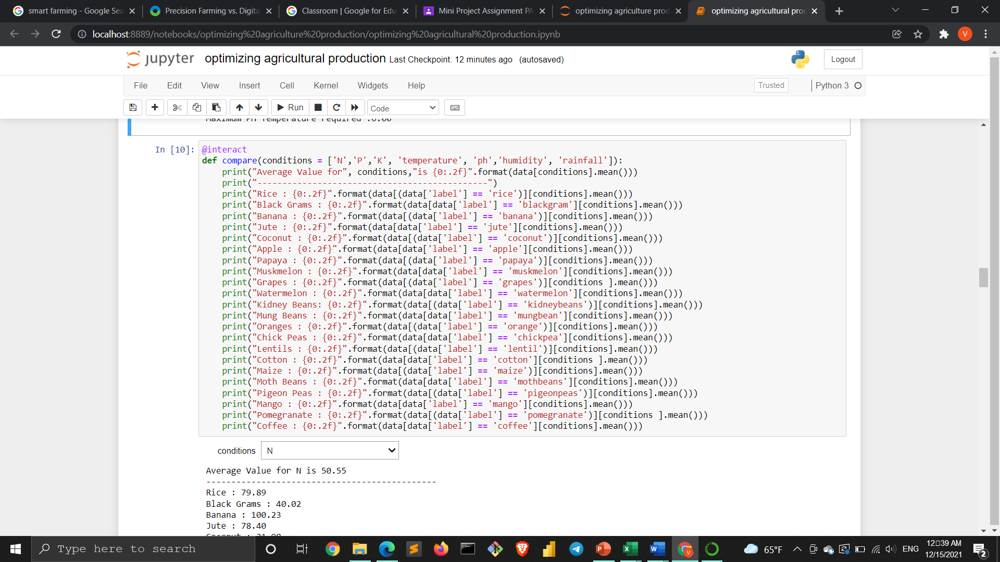 smart farming - Google Sea
Precision Farming vs. Digita
Classroom | Google for Edu
Mini Project Assignment PA
optimizing agriculture prod
optimizing agricultural pro
localhost:8889/notebooks/optimizing%20agriculture%20production/optimizing%20agricultural%20production.ipynb
V
jupyter optimizing agricultural production Last Checkpoint: 12 minutes ago (autosaved)
Logout
File Edit View Insert Cell Kernel Widgets Help
Trusted
Python 3
Run
Code
Maximum PH Temperature required :6.00
In [10]:
@interact
def compare(conditions = ['N','P','K', 'temperature', 'ph','humidity', 'rainfall']):
    print("Average Value for", conditions,"is {0:.2f}".format(data[conditions].mean()))
    print("----------------------------------------------")
    print("Rice : {0:.2f}".format(data[(data['label'] == 'rice')][conditions].mean()))
    print("Black Grams : {0:.2f}".format(data[data['label'] == 'blackgram'][conditions].mean()))
    print("Banana : {0:.2f}".format(data[(data['label'] == 'banana')][conditions].mean()))
    print("Jute : {0:.2f}".format(data[data['label'] == 'jute'][conditions].mean()))
    print("Coconut : {0:.2f}".format(data[(data['label'] == 'coconut')][conditions].mean()))
    print("Apple : {0:.2f}".format(data[data['label'] == 'apple'][conditions].mean()))
    print("Papaya : {0:.2f}".format(data[(data['label'] == 'papaya')][conditions].mean()))
    print("Muskmelon : {0:.2f}".format(data[data['label'] == 'muskmelon'][conditions].mean()))
    print("Grapes : {0:.2f}".format(data[(data['label'] == 'grapes')][conditions ].mean()))
    print("Watermelon : {0:.2f}".format(data[data['label'] == 'watermelon'][conditions].mean()))
    print("Kidney Beans: {0:.2f}".format(data[(data['label'] == 'kidneybeans')][conditions].mean()))
    print("Mung Beans : {0:.2f}".format(data[data['label'] == 'mungbean'][conditions].mean()))
    print("Oranges : {0:.2f}".format(data[(data['label'] == 'orange')][conditions].mean()))
    print("Chick Peas : {0:.2f}".format(data[data['label'] == 'chickpea'][conditions].mean()))
    print("Lentils : {0:.2f}".format(data[(data['label'] == 'lentil')][conditions].mean()))
    print("Cotton : {0:.2f}".format(data[data['label'] == 'cotton'][conditions ].mean()))
    print("Maize : {0:.2f}".format(data[(data['label'] == 'maize')][conditions].mean()))
    print("Moth Beans : {0:.2f}".format(data[data['label'] == 'mothbeans'][conditions].mean()))
    print("Pigeon Peas : {0:.2f}".format(data[(data['label'] == 'pigeonpeas')][conditions].mean()))
    print("Mango : {0:.2f}".format(data[data['label'] == 'mango'][conditions].mean()))
    print("Pomegranate : {0:.2f}".format(data[(data['label'] == 'pomegranate')][conditions ].mean()))
    print("Coffee : {0:.2f}".format(data[data['label'] == 'coffee'][conditions].mean()))
conditions N
Average Value for N is 50.55
----------------------------------------------
Rice : 79.89
Black Grams : 40.02
Banana : 100.23
Jute : 78.40
Coconut : 21.98
Type here to search
65°F
ENG
12:39 AM
12/15/2021
2